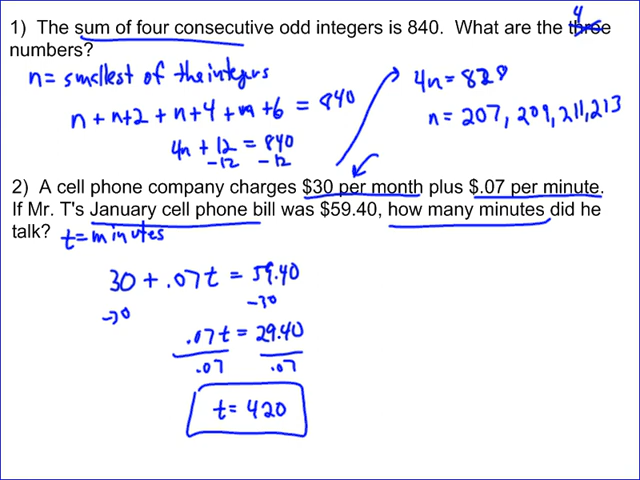 1) The sum of four consecutive odd integers is 840. What are the three 4
numbers?
n = smallest of the integers
n + n+2 + n+4 + n+6 = 840
4n + 12 = 840
-12 -12
4n = 828
n = 207, 209, 211, 213
2) A cell phone company charges $30 per month plus $.07 per minute.
If Mr. T's January cell phone bill was $59.40, how many minutes did he
talk? t = minutes
30 + .07t = 59.40
-30 -30
.07t = 29.40
.07 .07
t = 420